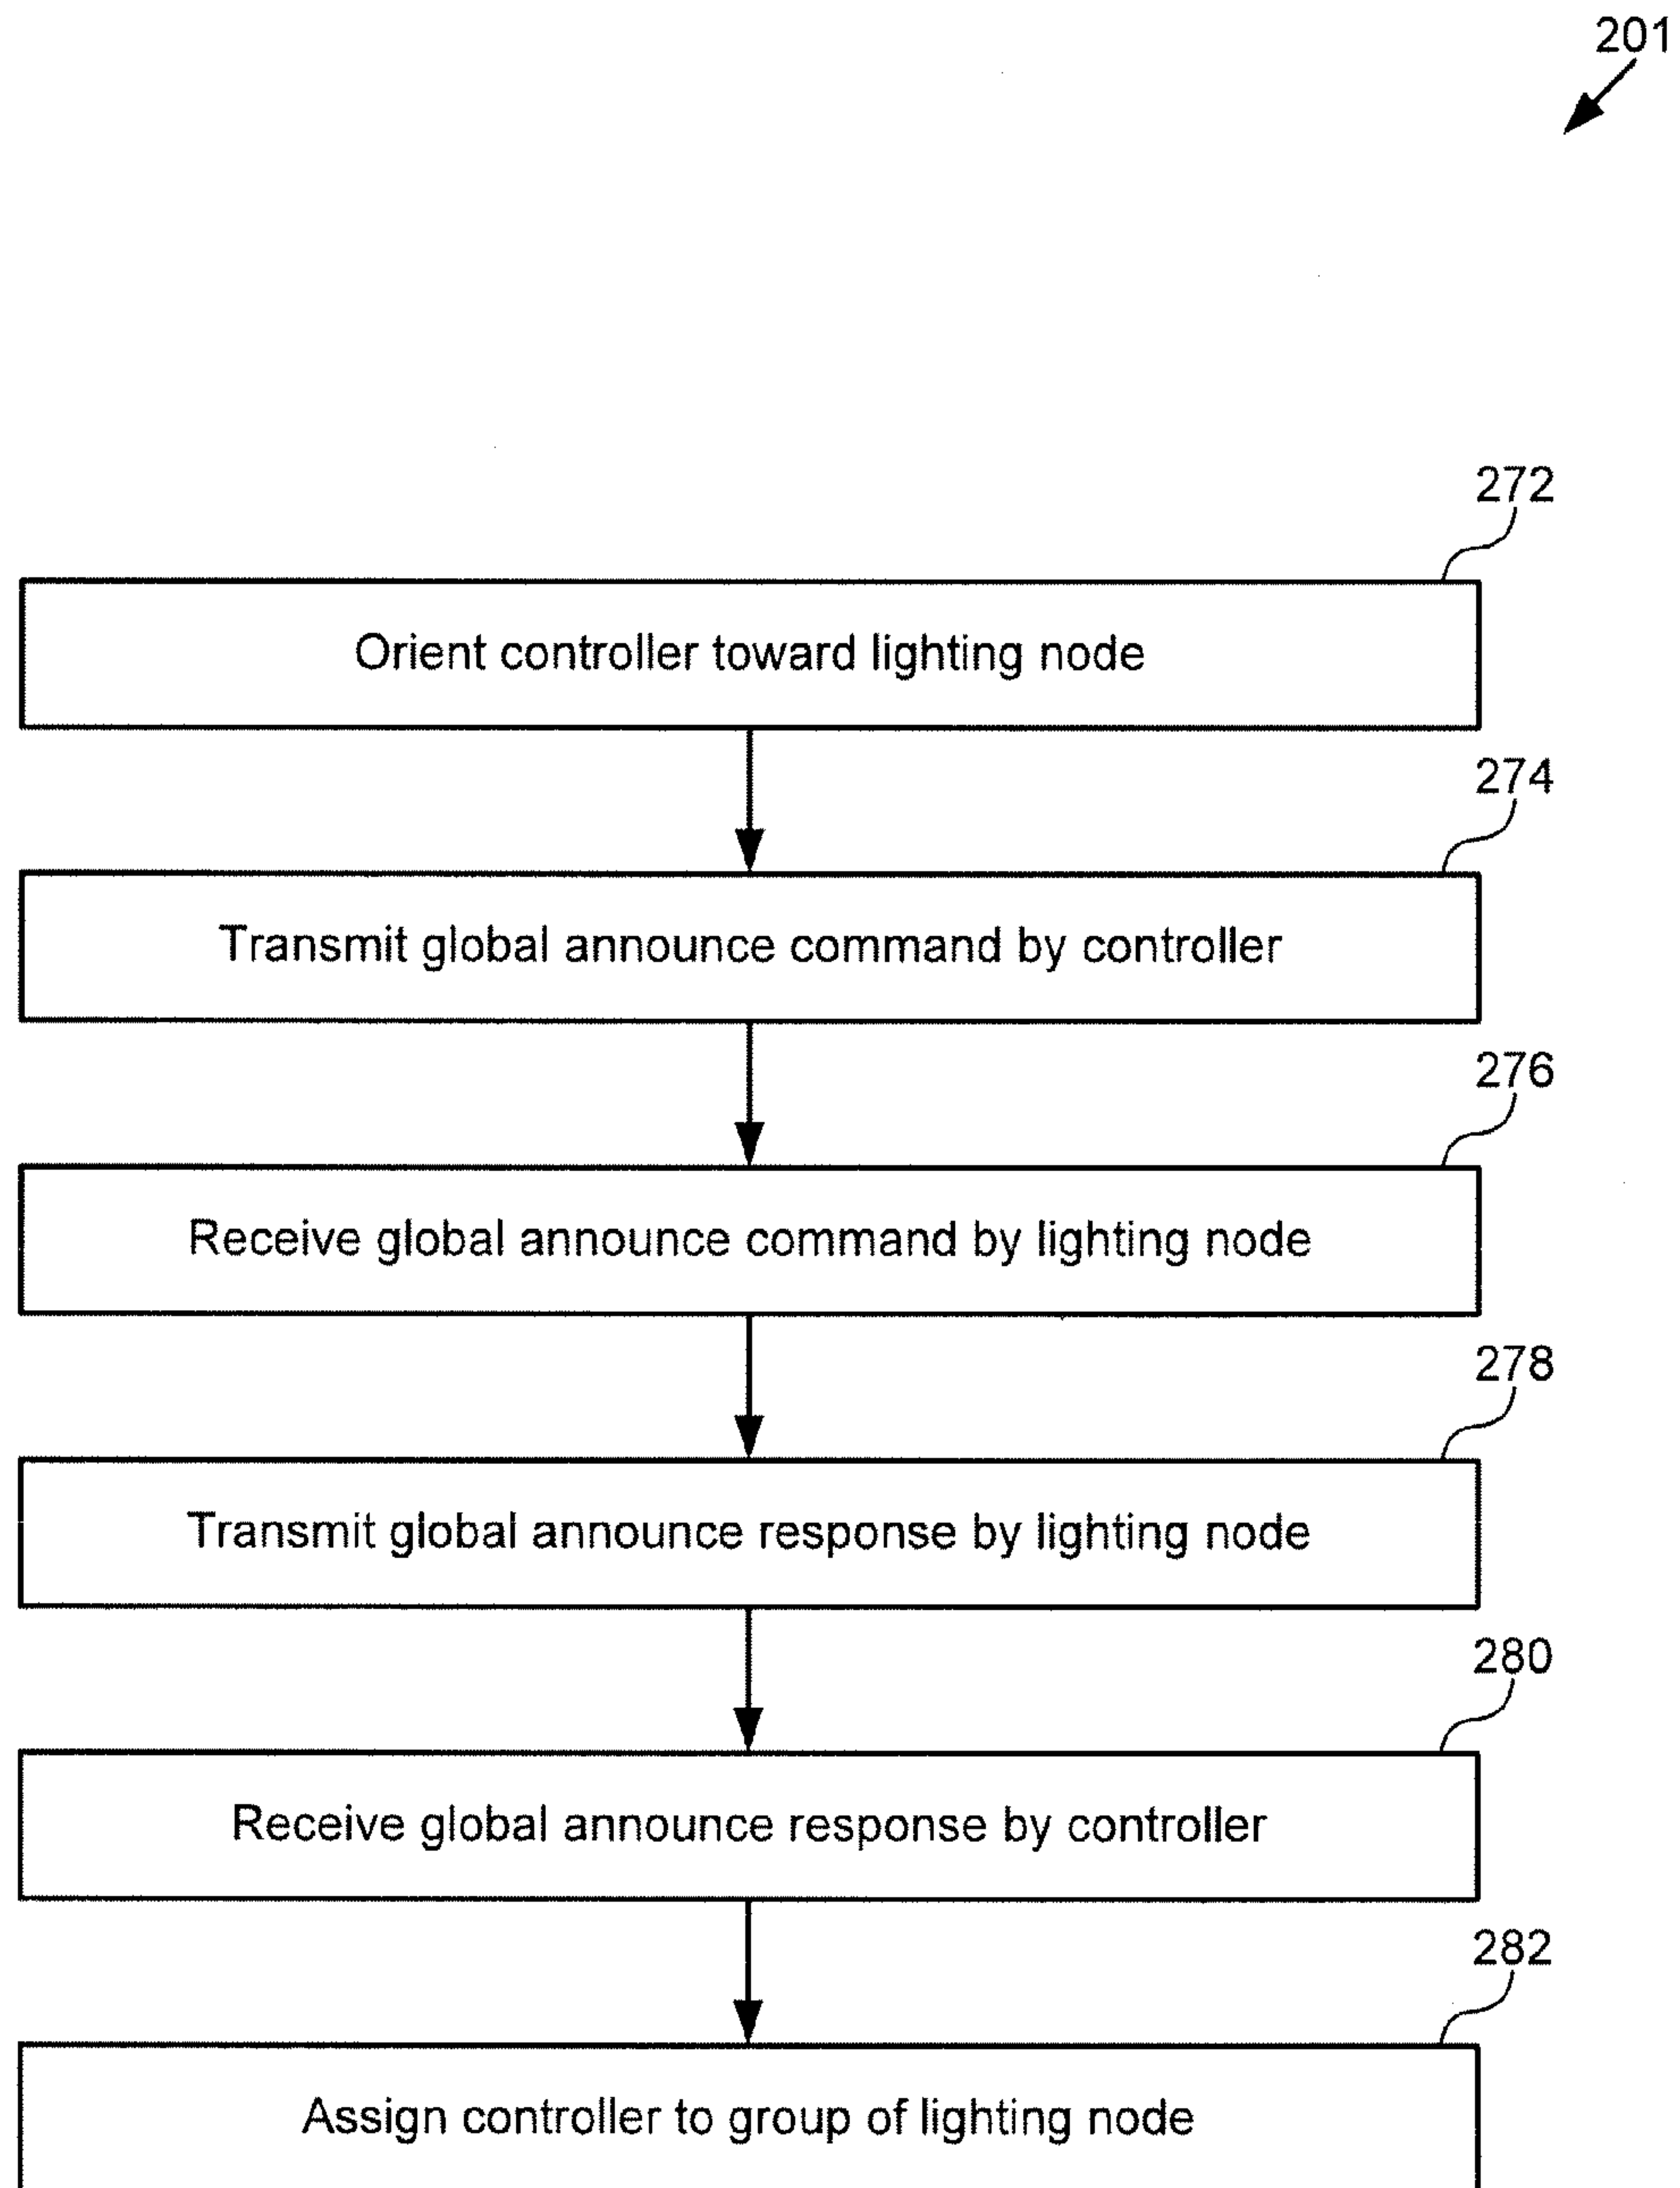 201
272
Orient controller toward lighting node
274
Transmit global announce command by controller
276
Receive global announce command by lighting node
278
Transmit global announce response by lighting node
280
Receive global announce response by controller
282
Assign controller to group of lighting node